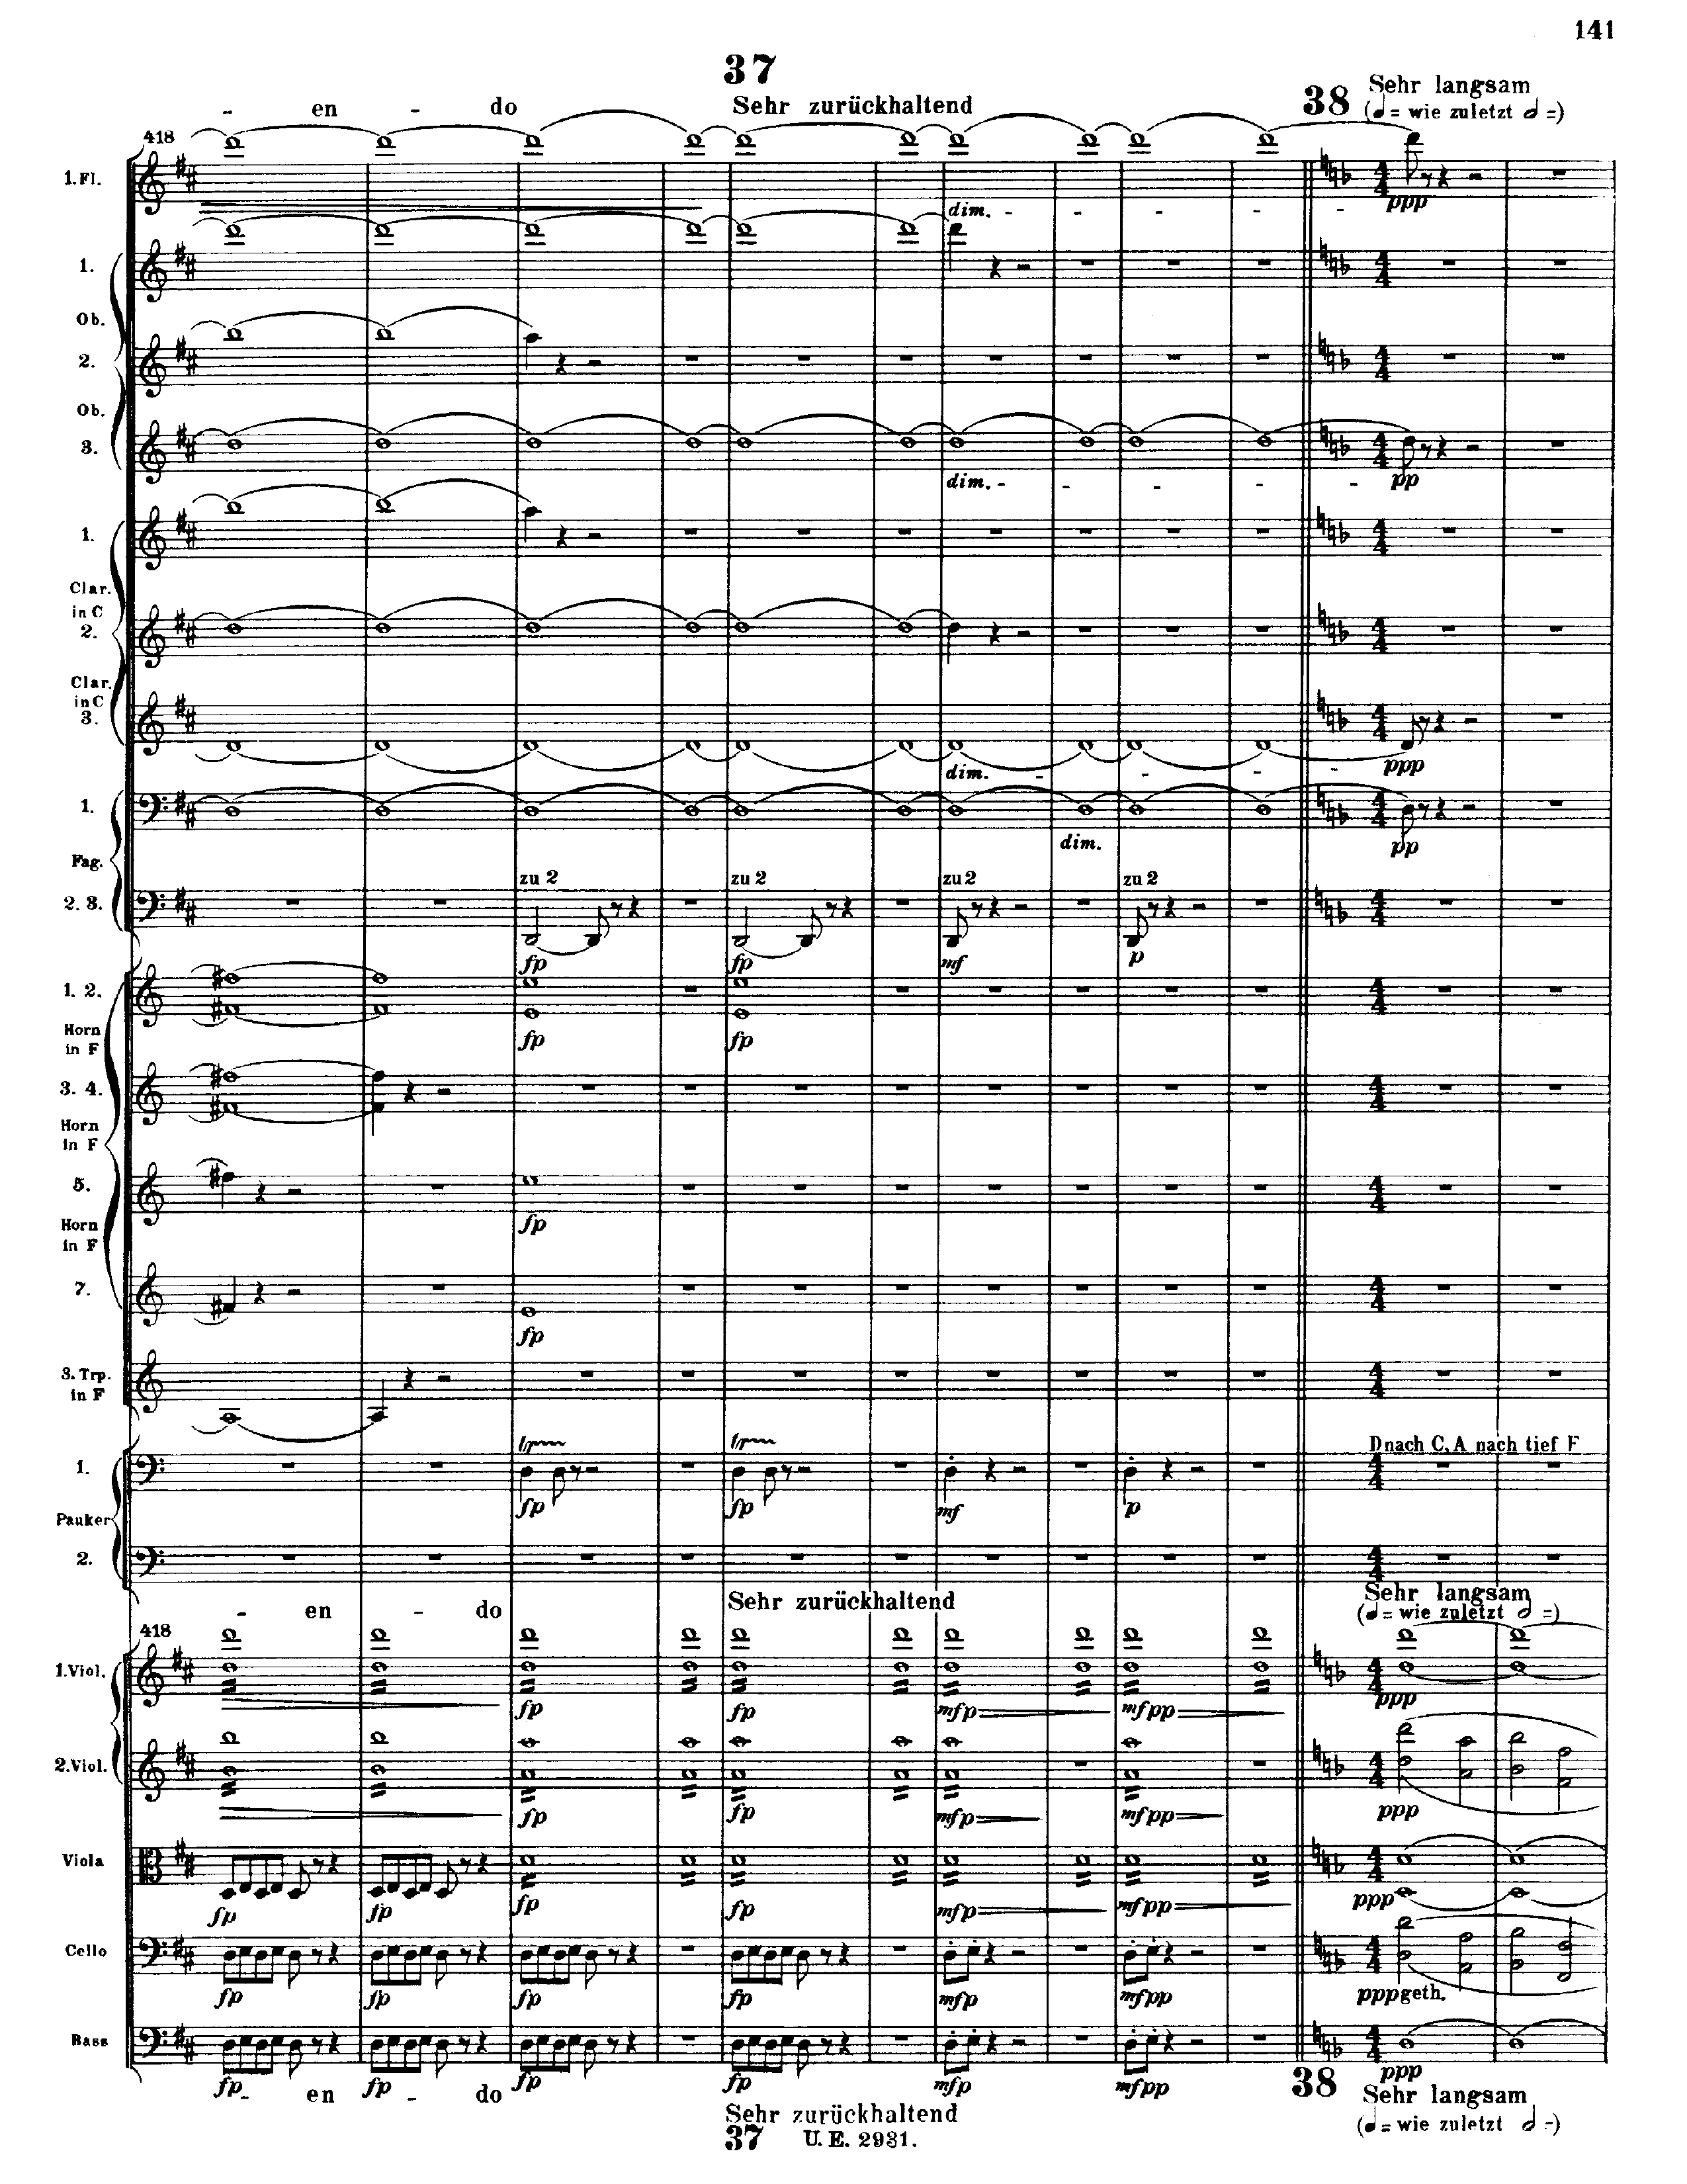 141
37
- en - do Sehr zurückhaltend 38 Sehr langsam
(𝅘𝅥 = wie zuletzt 𝅗𝅥 =)
418
1.Fl.
dim. - - - - - ppp
1.
Ob.
2.
Ob.
3.
dim. - - - - - pp
1.
Clar.
in C
2.
Clar.
in C
3.
dim. - - - - ppp
1.
dim. pp
Fag.
zu 2 zu 2 zu 2 zu 2
2. 3.
fp fp mf p
1. 2.
Horn
in F
fp fp
3. 4.
Horn
in F
5.
fp
Horn
in F
7.
fp
3. Trp.
in F
tr tr D nach C, A nach tief F
1.
fp fp mf p
Pauker
2.
- en - do Sehr zurückhaltend Sehr langsam
(𝅘𝅥 = wie zuletzt 𝅗𝅥 =)
418
1.Viol.
fp fp mfp mfpp ppp
2.Viol.
fp fp mfp mfpp ppp
Viola
fp fp fp fp mfp mfpp ppp
Cello
fp fp fp fp mfp mfpp ppp geth.
Bass
fp fp fp fp mfp mfpp ppp
- en - do 38 Sehr langsam
Sehr zurückhaltend (𝅘𝅥 = wie zuletzt 𝅗𝅥 =)
37 U. E. 2931.